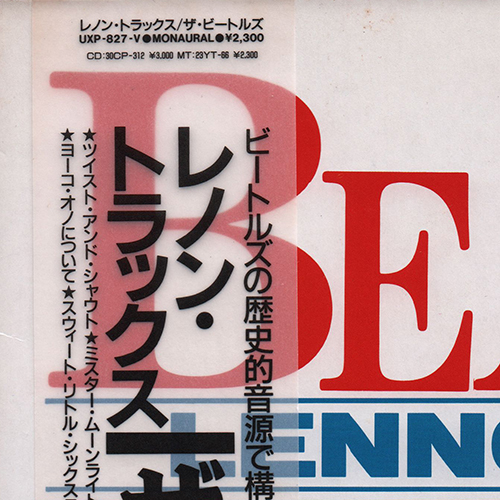 レノン・トラックス/ザ・ビートルズ
UXP-827-V●MONAURAL●¥2,300
CD:30CP-312 ¥3,000 MT:23YT-66 ¥2,300
ビートルズの歴史的音源で構
レノン・
トラックス/ザ
★ツイスト・アンド・シャウト★ミスター・ムーンライト
★ヨーコ・オノについて★スウィート・リトル・シックス
BEA
LENNO